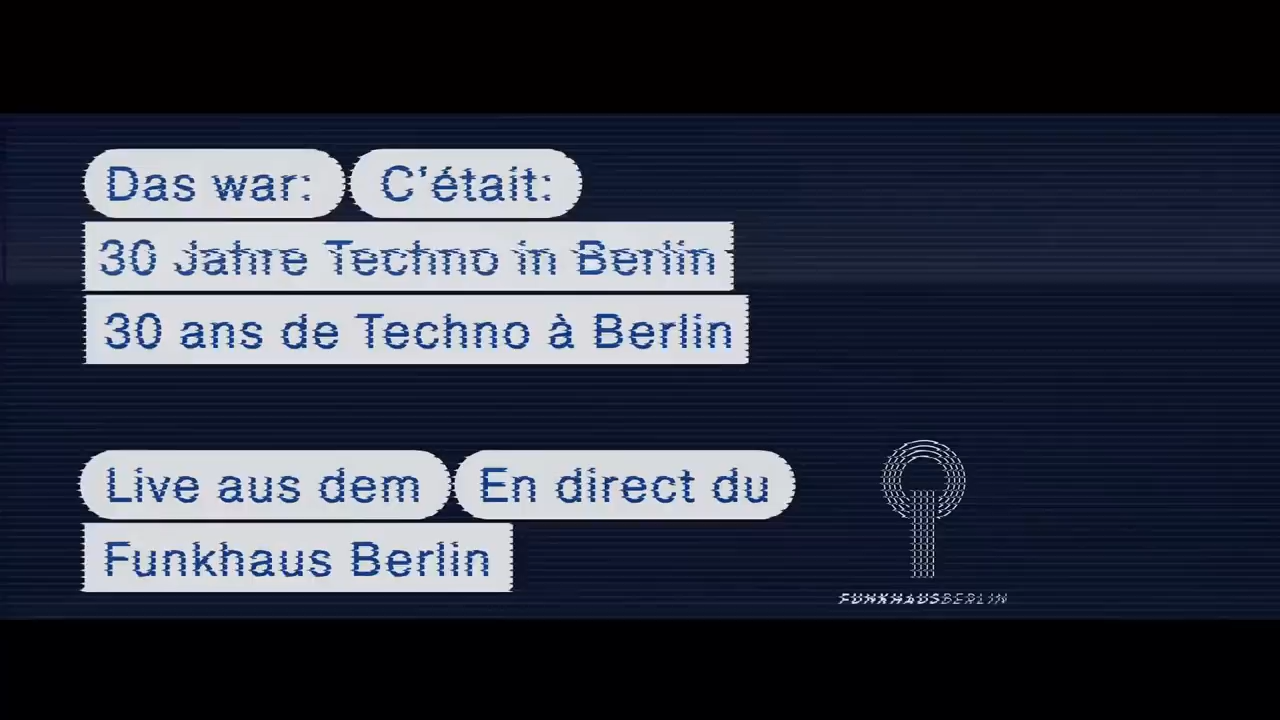 Das war: C'était:
30 Jahre Techno in Berlin
30 ans de Techno à Berlin
Live aus dem En direct du
Funkhaus Berlin
FUNKHAUSBERLIN